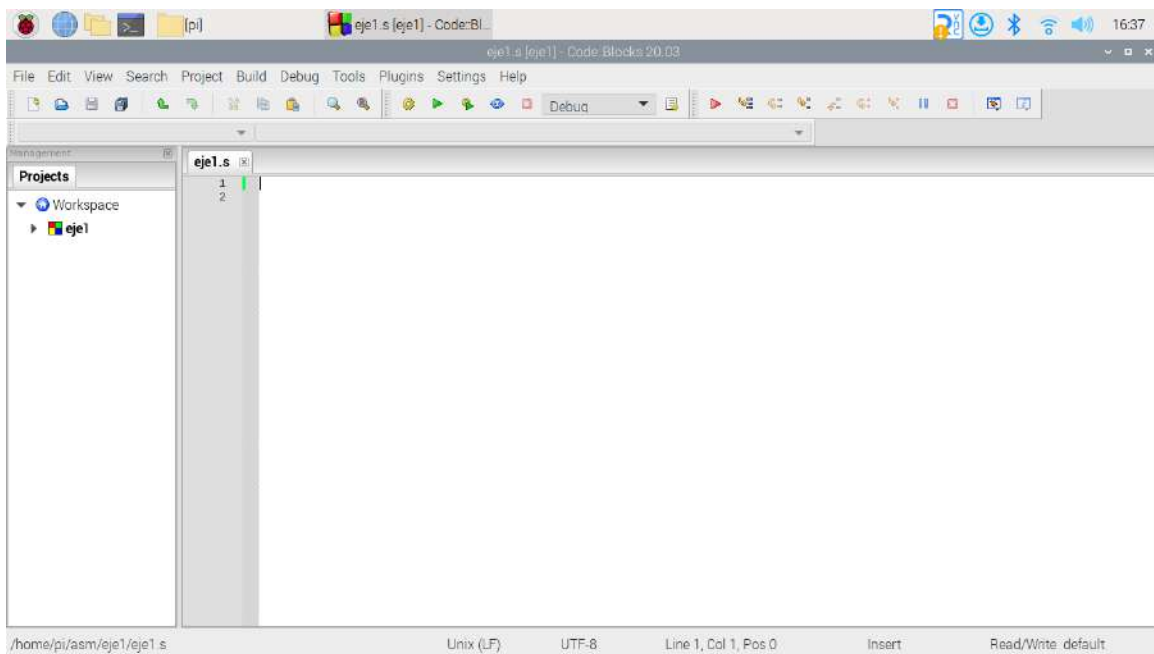 [pi]
eje1.s [eje1] - Code::Bl...
16:37
eje1.s [eje1] - Code::Blocks 20.03
File Edit View Search Project Build Debug Tools Plugins Settings Help
Debug
Management
Projects
eje1.s
Workspace
eje1
1
2
/home/pi/asm/eje1/eje1.s Unix (LF) UTF-8 Line 1, Col 1, Pos 0 Insert Read/Write default